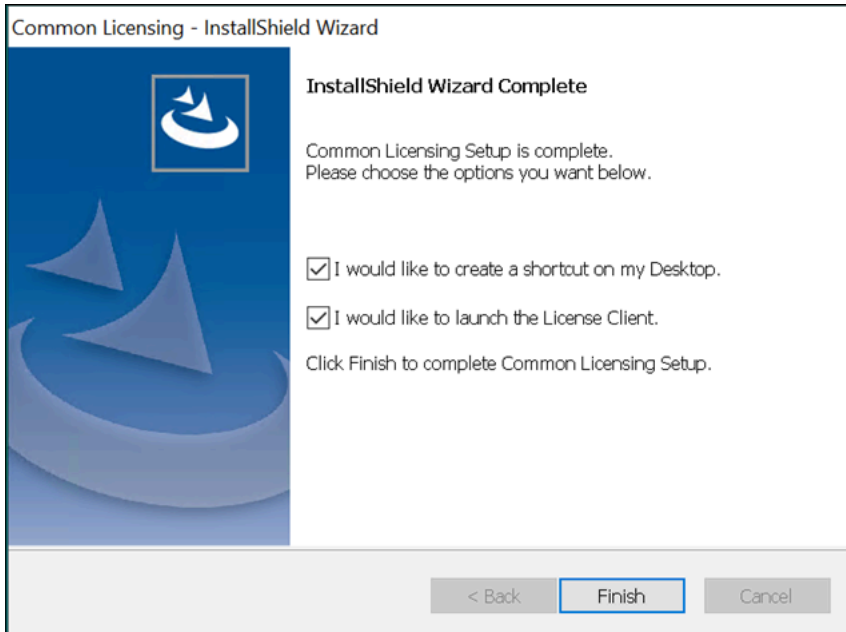 Common Licensing - InstallShield Wizard
InstallShield Wizard Complete
Common Licensing Setup is complete.
Please choose the options you want below.
I would like to create a shortcut on my Desktop.
I would like to launch the License Client.
Click Finish to complete Common Licensing Setup.
< Back
Finish
Cancel